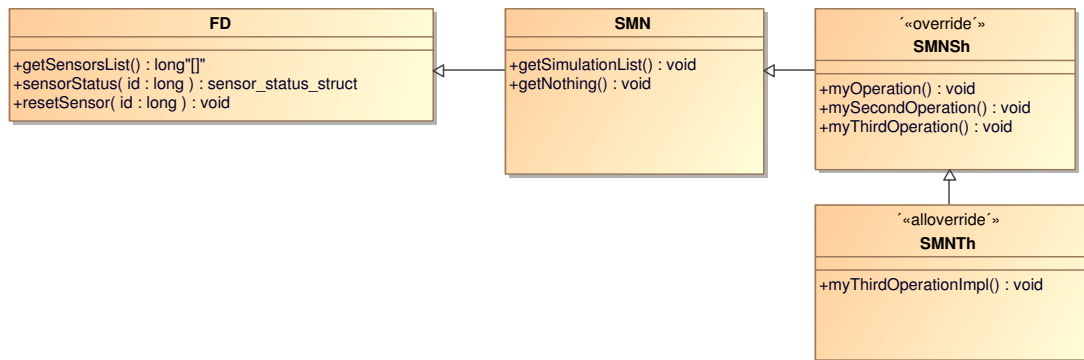 FD
+getSensorsList() : long"[]"
+sensorStatus( id : long ) : sensor_status_struct
+resetSensor( id : long ) : void
SMN
+getSimulationList() : void
+getNothing() : void
´«override´»
SMNSh
+myOperation() : void
+mySecondOperation() : void
+myThirdOperation() : void
´«alloverride´»
SMNTh
+myThirdOperationImpl() : void